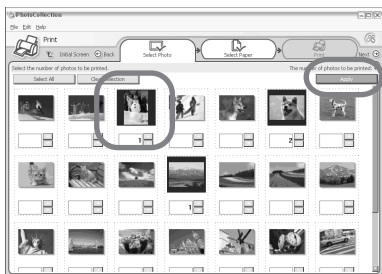 PhotoCollection
File Edit Help
Print
Initial Screen Back Select Photo Select Paper Print Next
Select the number of photos to be printed. The number of photos to be printed:
Select All Clear Selection Apply
1 2
1